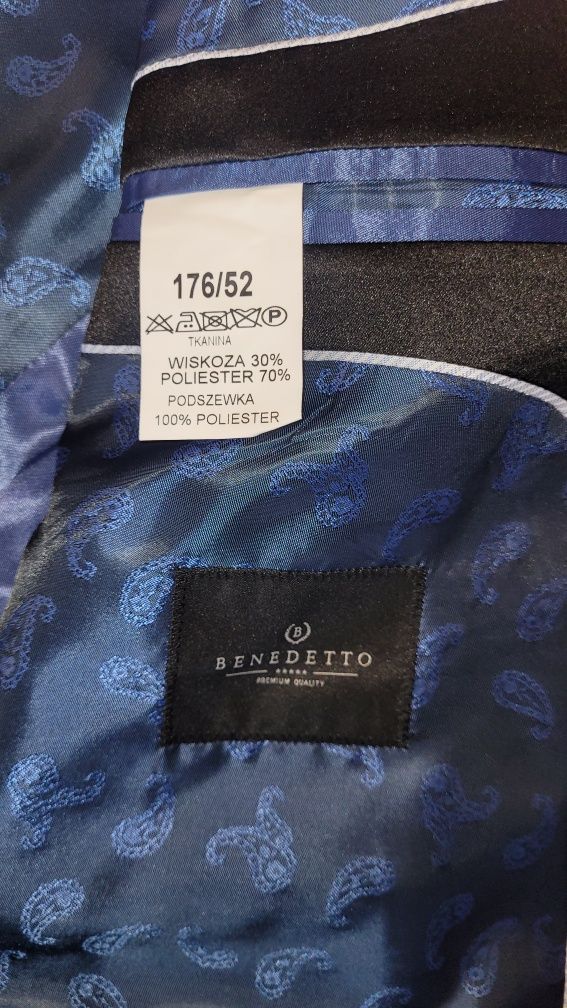 176/52
P
TKANINA
WISKOZA 30%
POLIESTER 70%
PODSZEWKA
100% POLIESTER
B
BENEDETTO
PREMIUM QUALITY